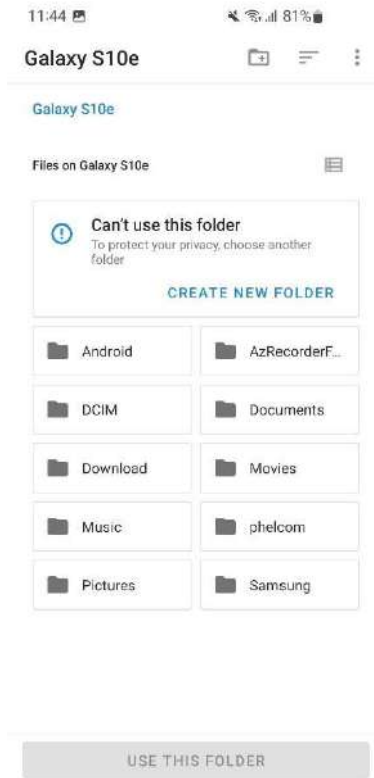 11:44 81%
Galaxy S10e
Galaxy S10e
Files on Galaxy S10e
Can't use this folder
To protect your privacy, choose another
folder
CREATE NEW FOLDER
Android
AzRecorderF...
DCIM
Documents
Download
Movies
Music
phelcom
Pictures
Samsung
USE THIS FOLDER